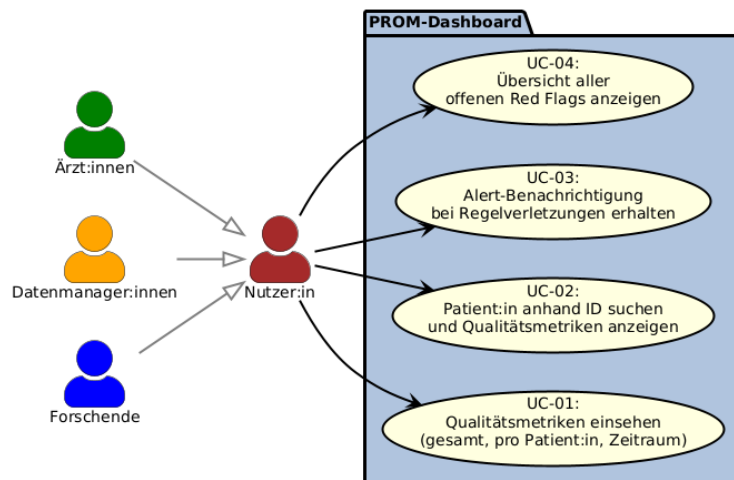 PROM-Dashboard
UC-04:
Übersicht aller
offenen Red Flags anzeigen
Ärzt:innen
UC-03:
Alert-Benachrichtigung
bei Regelverletzungen erhalten
Datenmanager:innen
Nutzer:in
UC-02:
Patient:in anhand ID suchen
und Qualitätsmetriken anzeigen
Forschende
UC-01:
Qualitätsmetriken einsehen
(gesamt, pro Patient:in, Zeitraum)